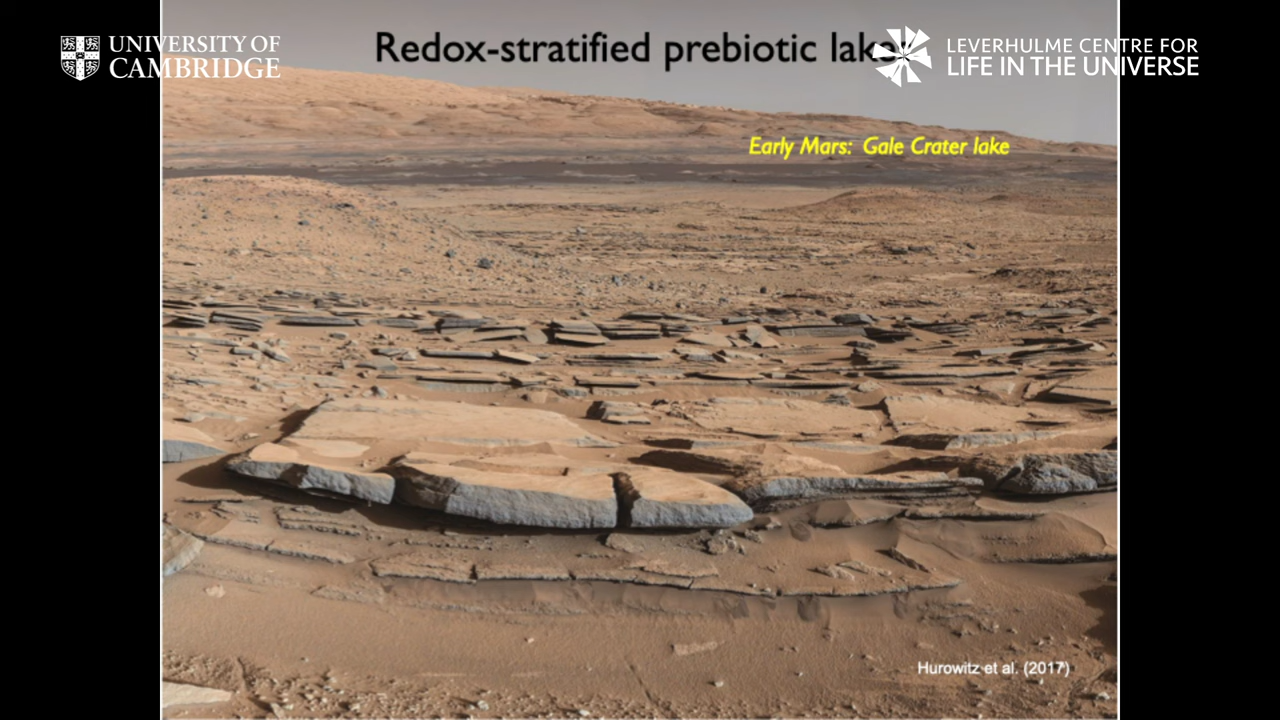 UNIVERSITY OF
CAMBRIDGE
Redox-stratified prebiotic
LEVERHULME CENTRE FOR
LIFE IN THE UNIVERSE
Early Mars: Gale Crater lake
Hurowitz et al. (2017)